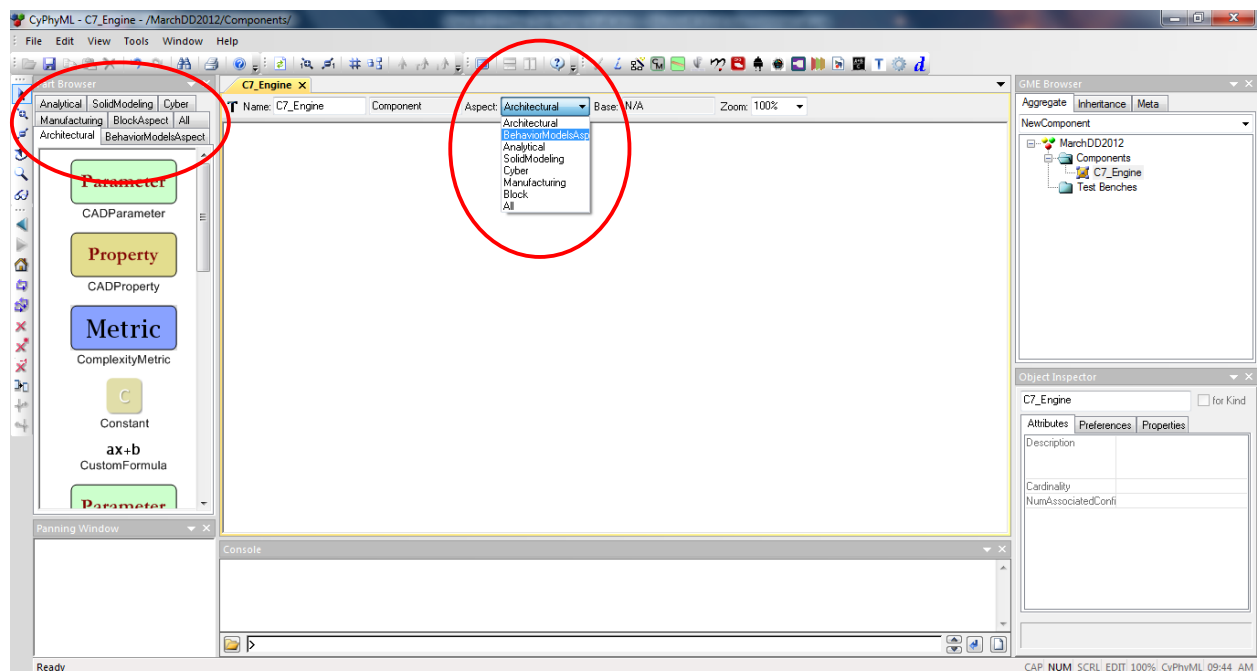 CyPhyML - C7_Engine - /MarchDD2012/Components/
File Edit View Tools Window Help
Part Browser
Analytical SolidModeling Cyber
Manufacturing BlockAspect All
Architectural BehaviorModelsAspect
Parameter
CADParameter
Property
CADProperty
Metric
ComplexityMetric
C
Constant
ax+b
CustomFormula
Parameter
Panning Window
C7_Engine
Name: C7_Engine Component Aspect: Architectural Base: N/A Zoom: 100%
Architectural
BehaviorModelsAsp
Analytical
SolidModeling
Cyber
Manufacturing
Block
All
Console
GME Browser
Aggregate Inheritance Meta
NewComponent
MarchDD2012
Components
C7_Engine
Test Benches
Object Inspector
C7_Engine for Kind
Attributes Preferences Properties
Description
Cardinality
NumAssociatedConfi
Ready
CAP NUM SCRL EDIT 100% CyPhyML 09:44 AM